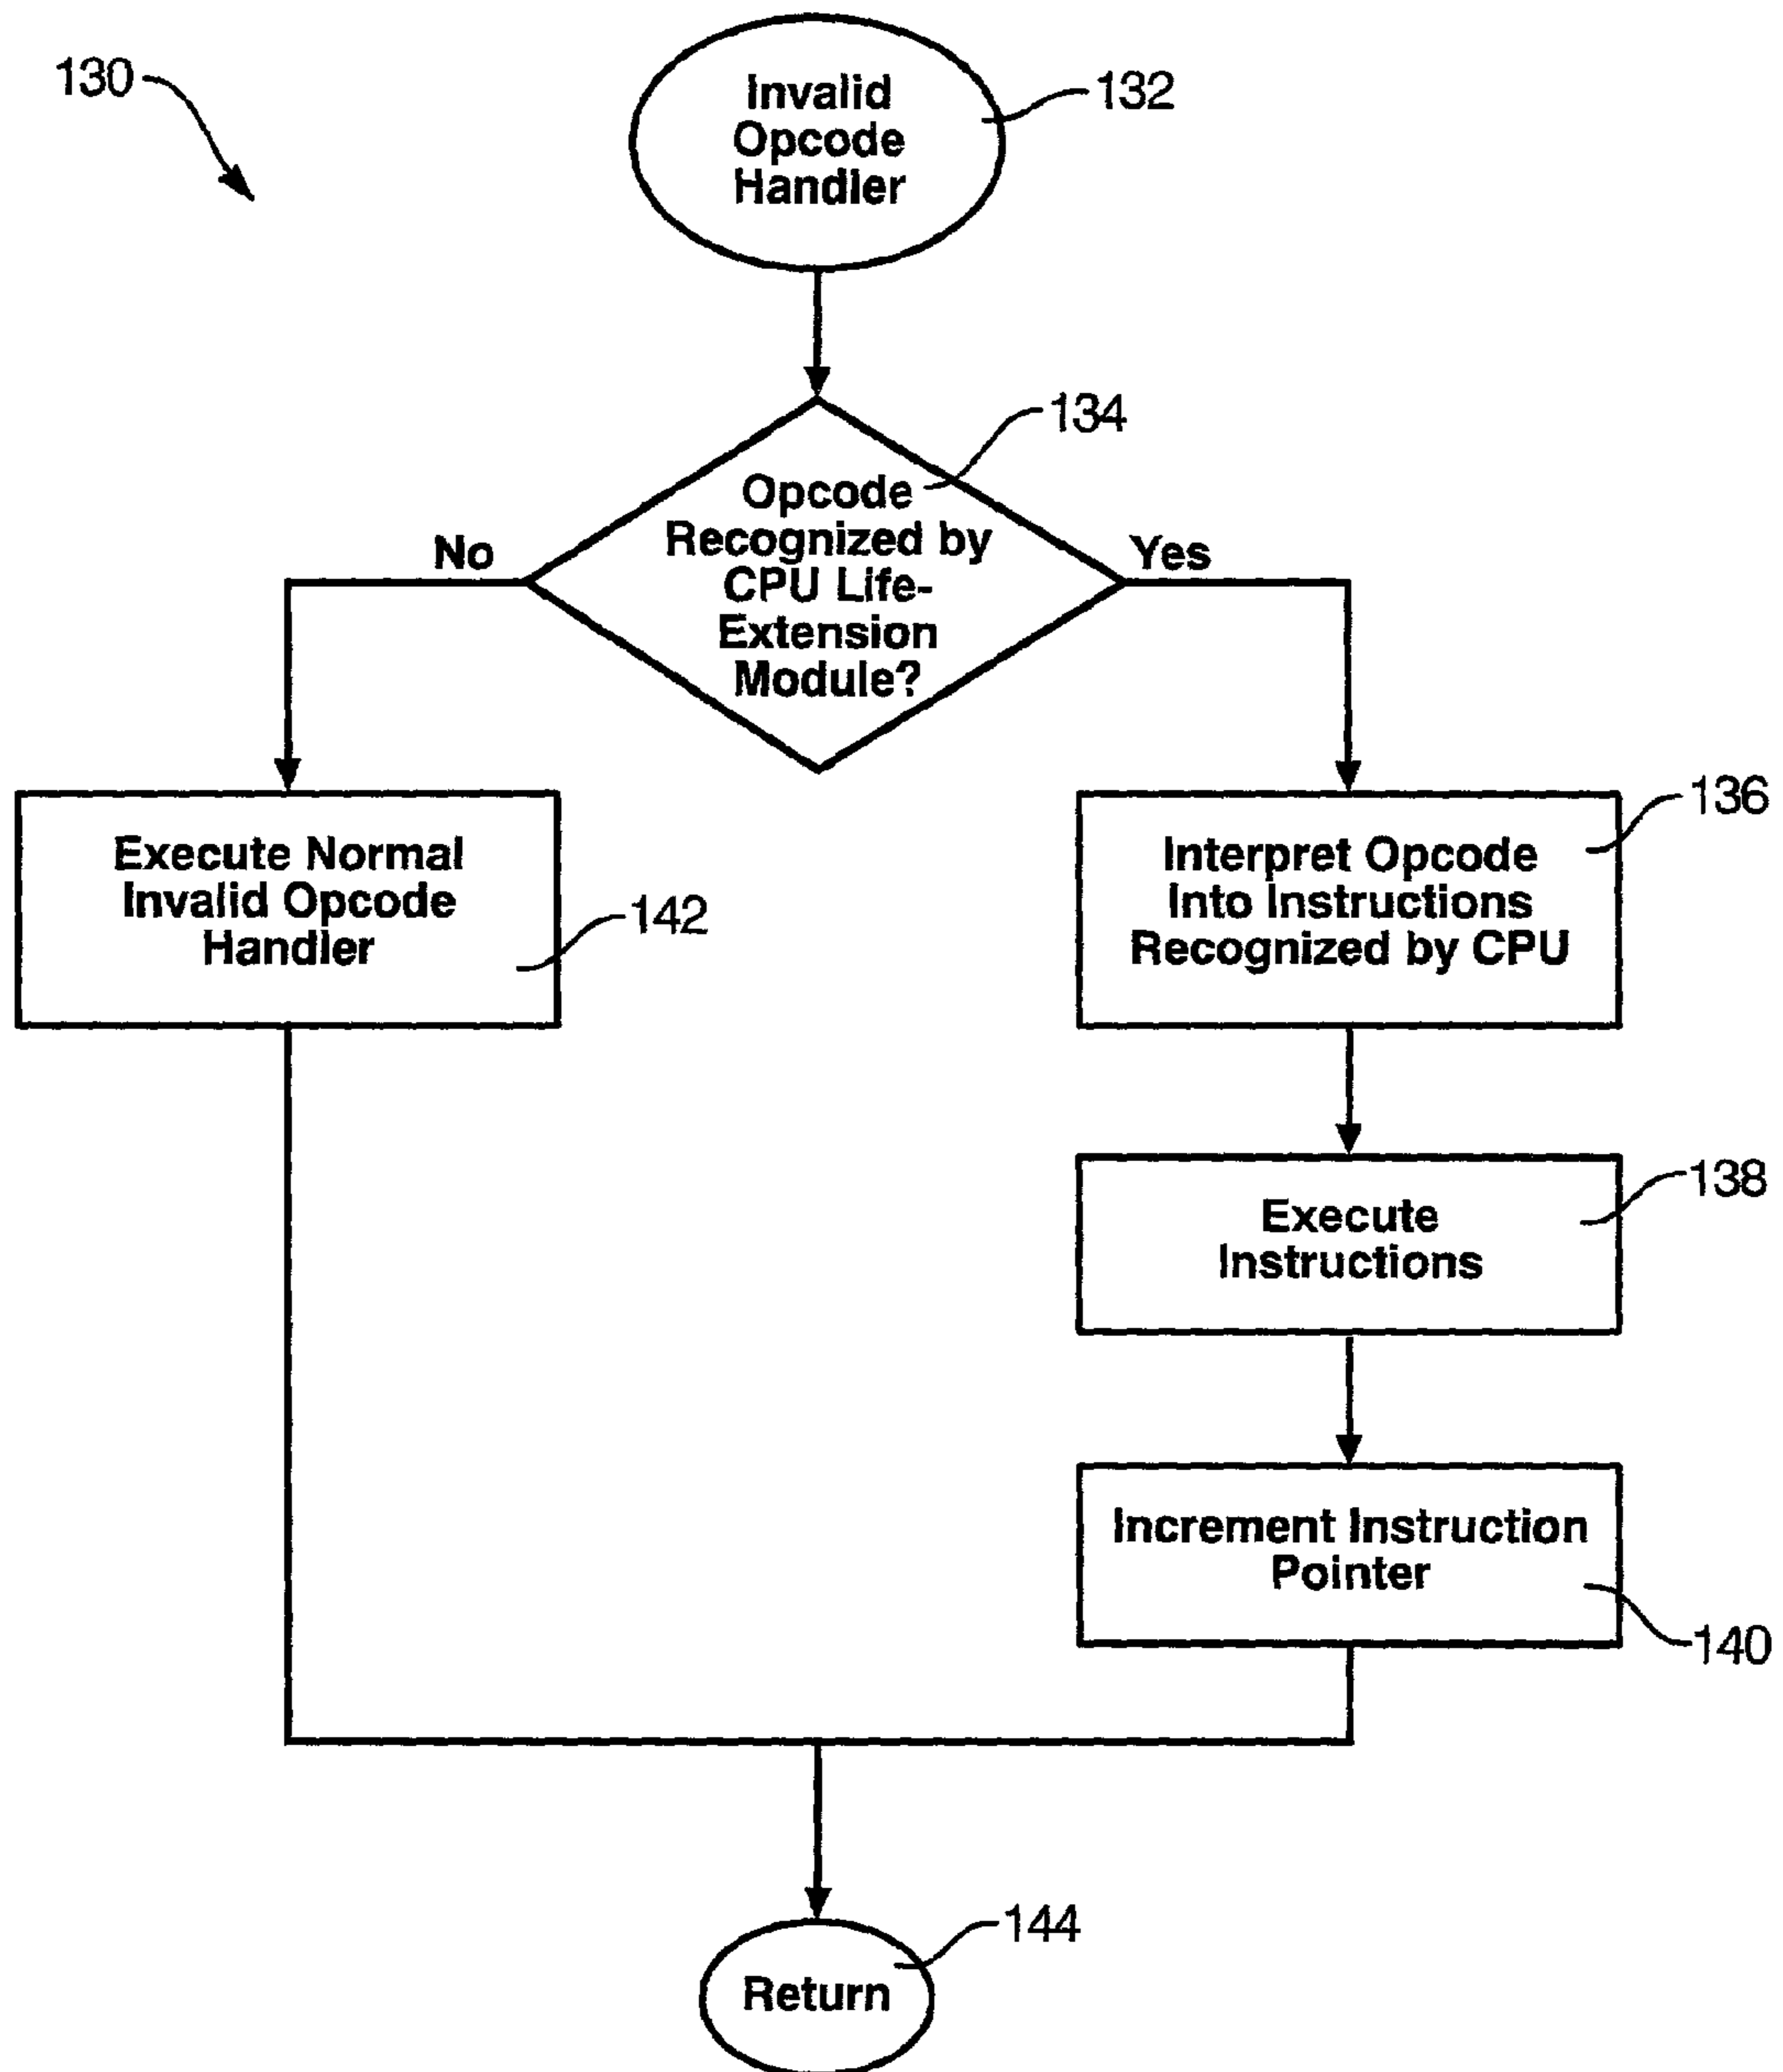 130
Invalid
Opcode
Handler
132
134
Opcode
Recognized by
CPU Life-
Extension
Module?
No
Yes
Execute Normal
Invalid Opcode
Handler
142
136
Interpret Opcode
Into Instructions
Recognized by CPU
138
Execute
Instructions
Increment Instruction
Pointer
140
144
Return